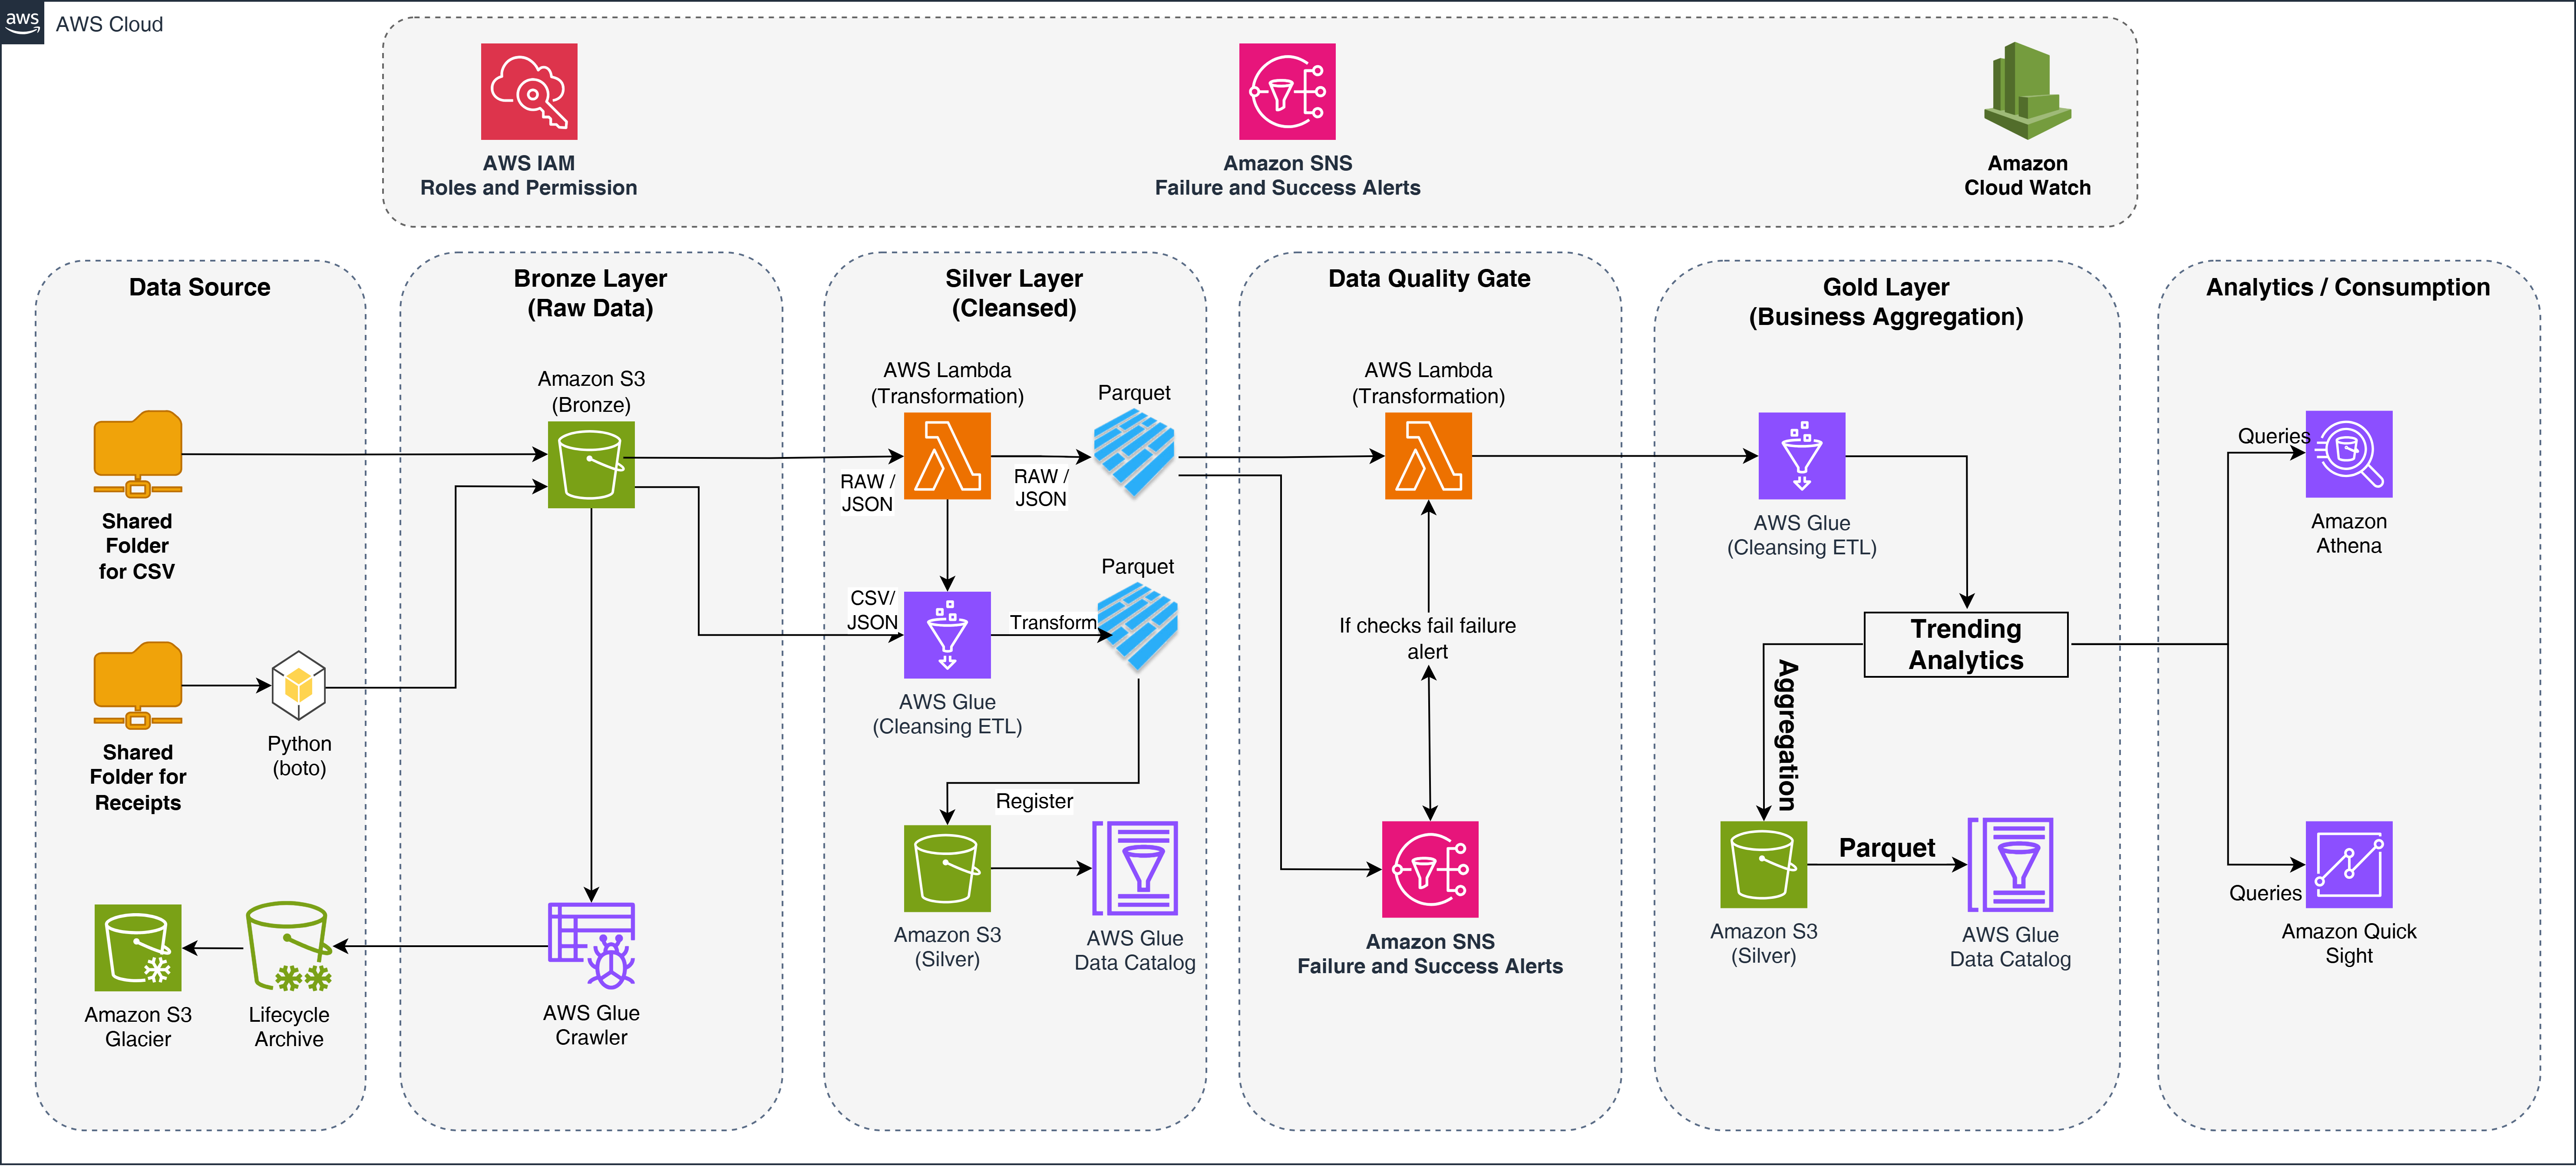 aws
AWS Cloud
AWS IAM
Roles and Permission
Amazon SNS
Failure and Success Alerts
Amazon
Cloud Watch
Data Source
Shared
Folder
for CSV
Shared
Folder for
Receipts
Python
(boto)
Amazon S3
Glacier
Lifecycle
Archive
Bronze Layer
(Raw Data)
Amazon S3
(Bronze)
AWS Glue
Crawler
Silver Layer
(Cleansed)
AWS Lambda
(Transformation)
Parquet
RAW /
JSON
RAW /
JSON
CSV/
JSON
Transform
Parquet
AWS Glue
(Cleansing ETL)
Register
Amazon S3
(Silver)
AWS Glue
Data Catalog
Data Quality Gate
AWS Lambda
(Transformation)
If checks fail failure
alert
Amazon SNS
Failure and Success Alerts
Gold Layer
(Business Aggregation)
AWS Glue
(Cleansing ETL)
Trending
Analytics
Aggregation
Parquet
Amazon S3
(Silver)
AWS Glue
Data Catalog
Analytics / Consumption
Queries
Amazon
Athena
Queries
Amazon Quick
Sight